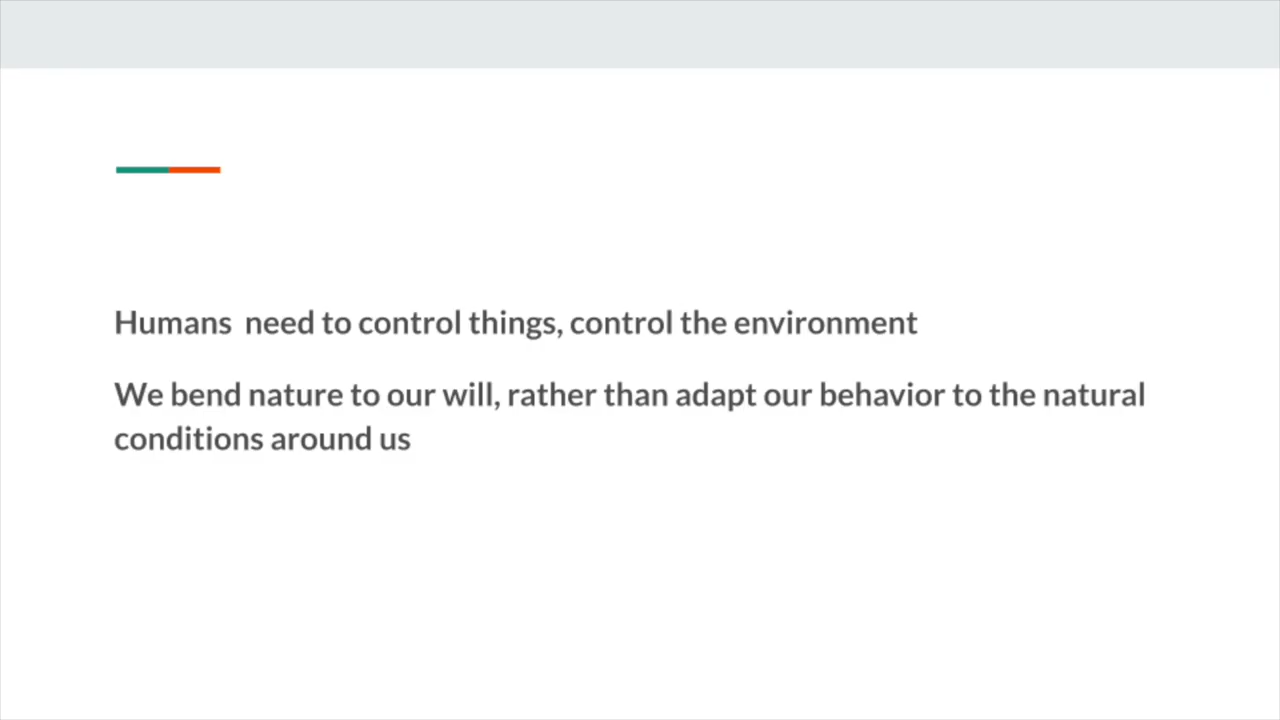 Humans  need to control things, control the environment
We bend nature to our will, rather than adapt our behavior to the natural
conditions around us